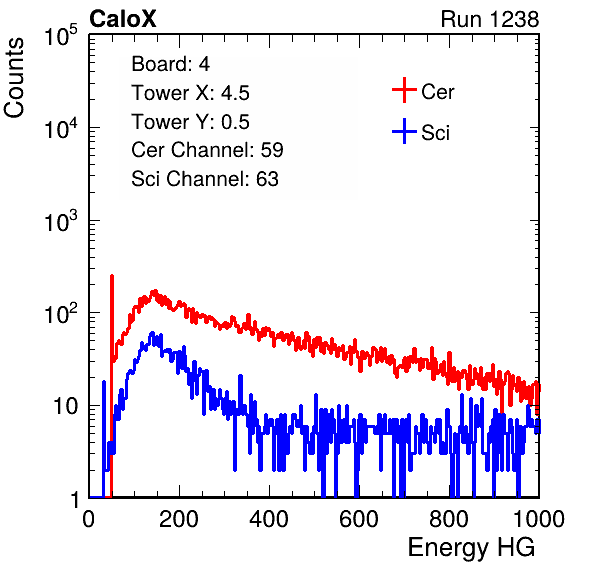 CaloX Run 1238
Counts
10^5
10^4
10^3
10^2
10
1
Board: 4
Tower X: 4.5
Tower Y: 0.5
Cer Channel: 59
Sci Channel: 63
Cer
Sci
0 200 400 600 800 1000
Energy HG